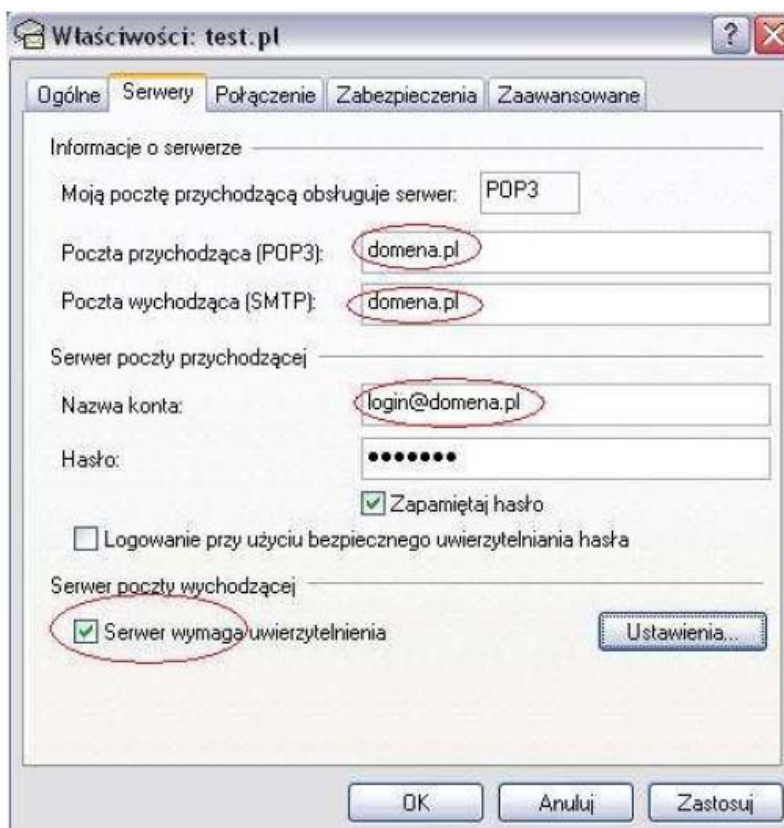 Właściwości: test.pl
Ogólne Serwery Połączenie Zabezpieczenia Zaawansowane
Informacje o serwerze
Moją pocztę przychodzącą obsługuje serwer: POP3
Poczta przychodząca (POP3): domena.pl
Poczta wychodząca (SMTP): domena.pl
Serwer poczty przychodzącej
Nazwa konta: login@domena.pl
Hasło: •••••••
Zapamiętaj hasło
Logowanie przy użyciu bezpiecznego uwierzytelniania hasła
Serwer poczty wychodzącej
Serwer wymaga uwierzytelnienia Ustawienia...
OK Anuluj Zastosuj